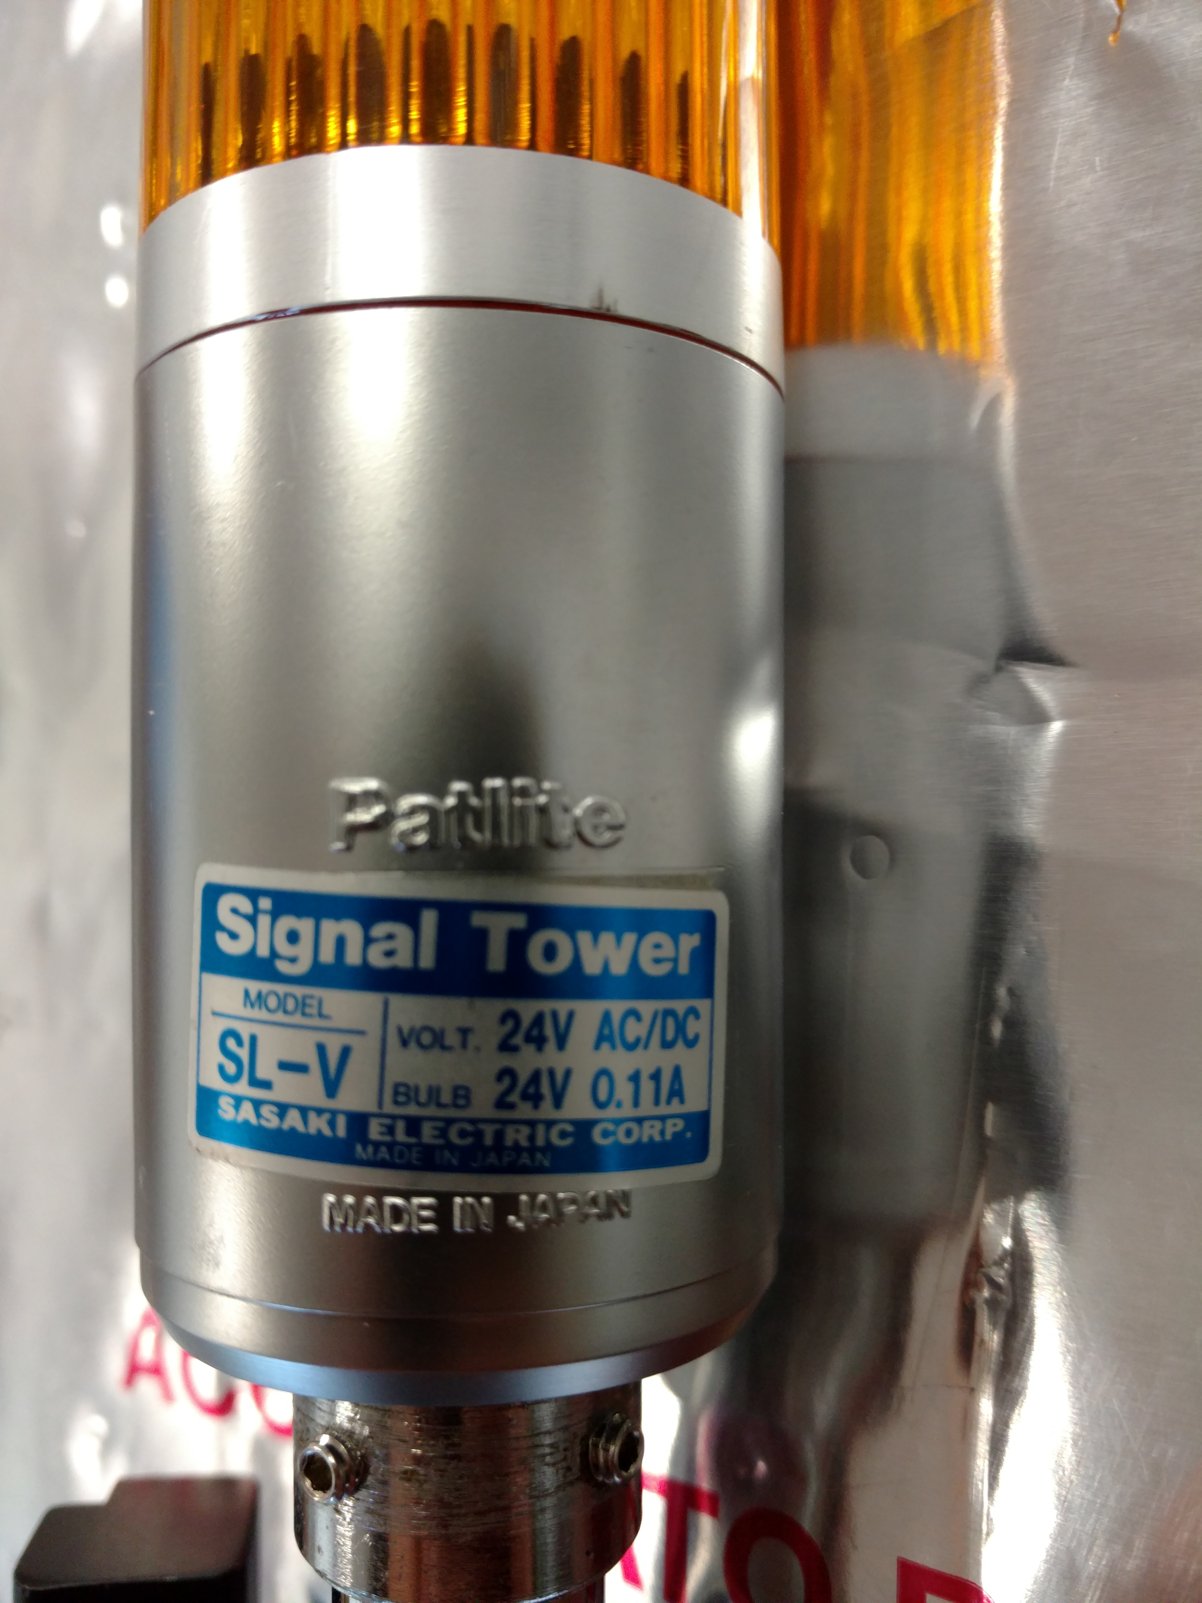 Patlite
Signal Tower
MODEL
SL-V
VOLT. 24V AC/DC
BULB 24V 0.11A
SASAKI ELECTRIC CORP.
MADE IN JAPAN
MADE IN JAPAN